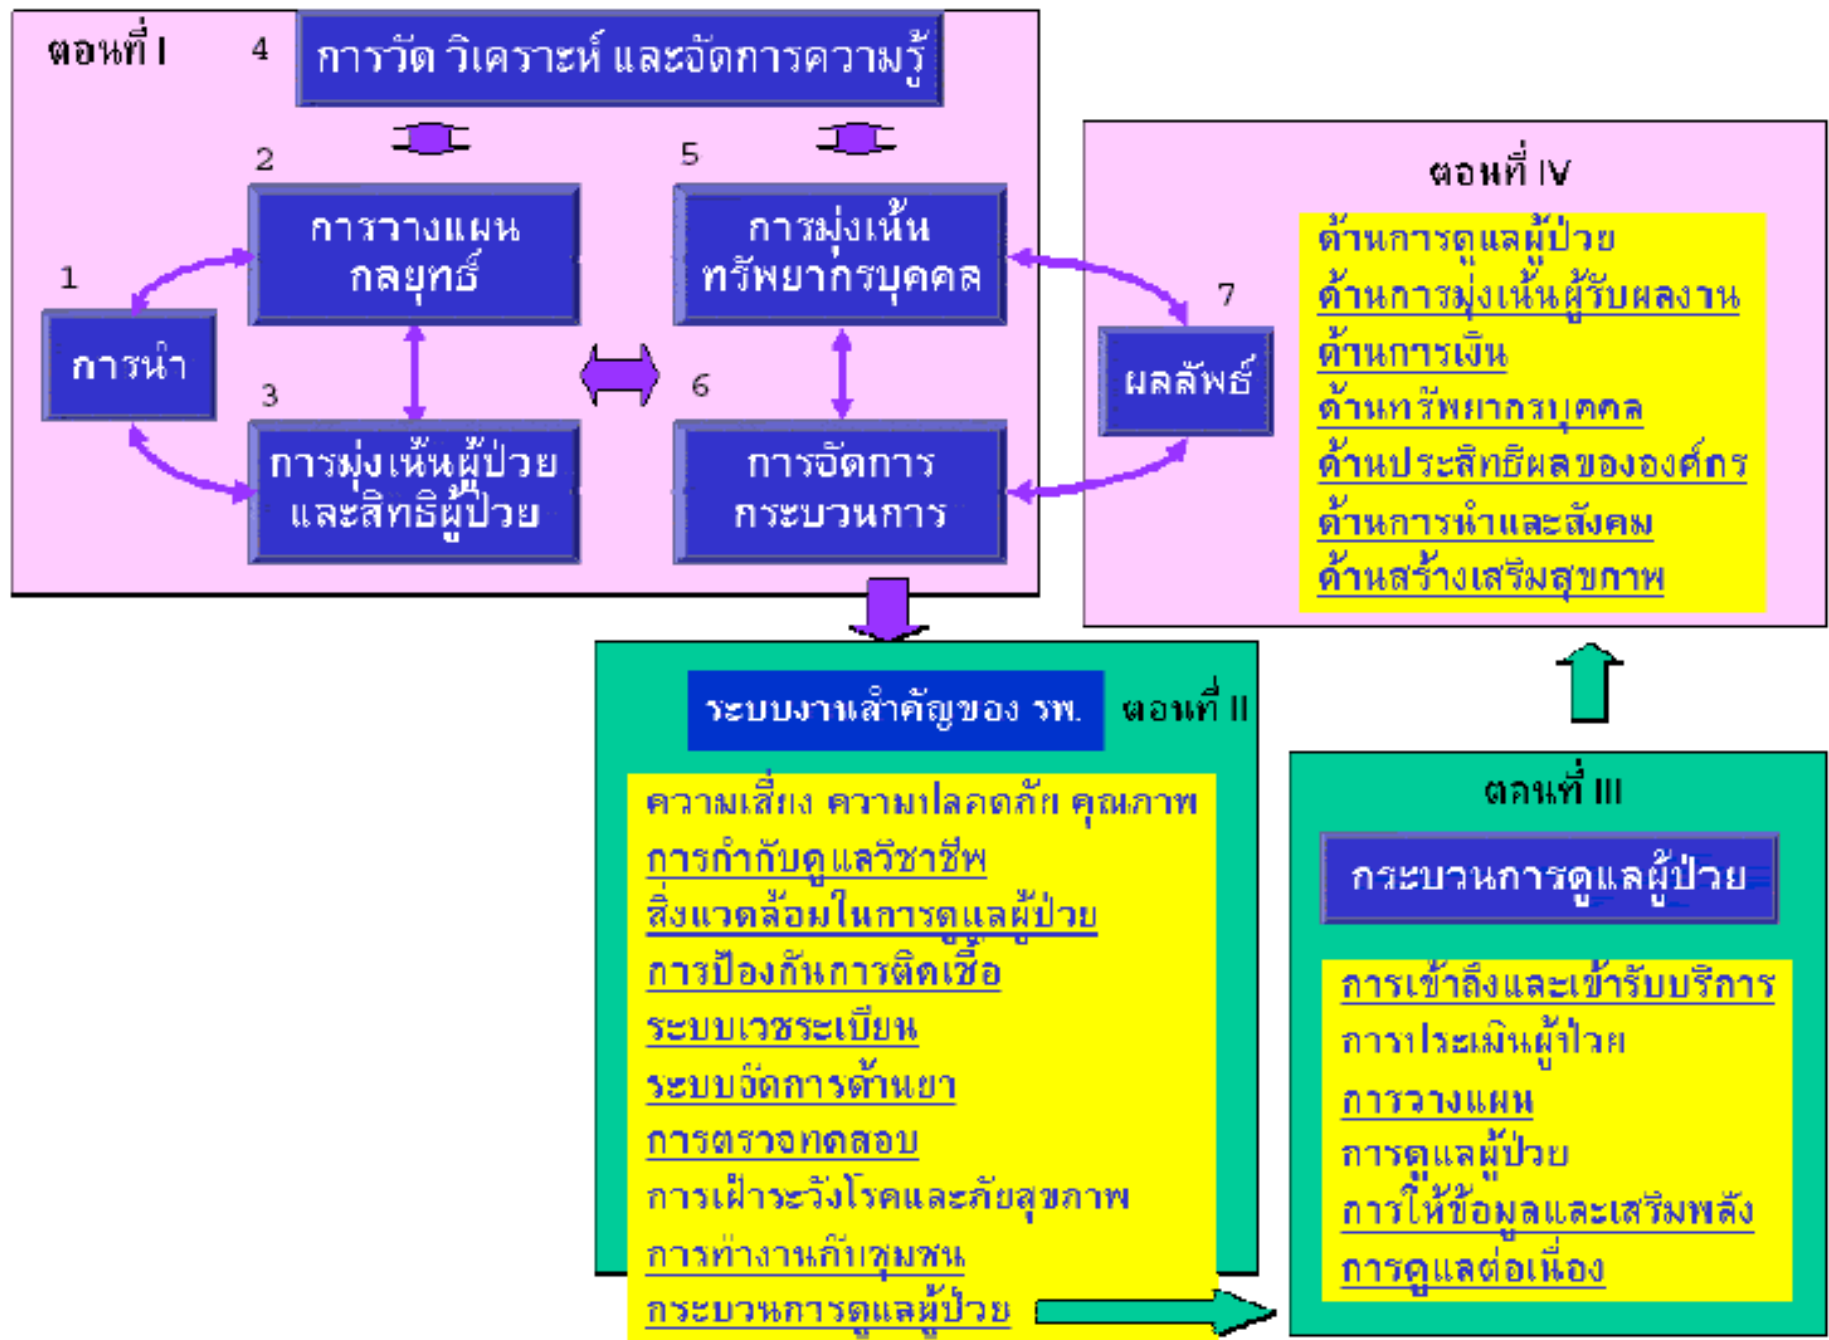 ตอนที่ I
4
การวัด วิเคราะห์ และจัดการความรู้
2
การวางแผน
กลยุทธ์
5
การมุ่งเน้น
ทรัพยากรบุคคล
1
การนำ
3
การมุ่งเน้นผู้ป่วย
และสิทธิผู้ป่วย
6
การจัดการ
กระบวนการ
7
ผลลัพธ์
ตอนที่ IV
ด้านการดูแลผู้ป่วย
ด้านการมุ่งเน้นผู้รับผลงาน
ด้านการเงิน
ด้านทรัพยากรบุคคล
ด้านประสิทธิผลขององค์กร
ด้านการนำและสังคม
ด้านสร้างเสริมสุขภาพ
ระบบงานสำคัญของ รพ.
ตอนที่ II
ความเสี่ยง ความปลอดภัย คุณภาพ
การกำกับดูแลวิชาชีพ
สิ่งแวดล้อมในการดูแลผู้ป่วย
การป้องกันการติดเชื้อ
ระบบเวชระเบียน
ระบบจัดการด้านยา
การตรวจทดสอบ
การเฝ้าระวังโรคและภัยสุขภาพ
การทำงานกับชุมชน
กระบวนการดูแลผู้ป่วย
ตอนที่ III
กระบวนการดูแลผู้ป่วย
การเข้าถึงและเข้ารับบริการ
การประเมินผู้ป่วย
การวางแผน
การดูแลผู้ป่วย
การให้ข้อมูลและเสริมพลัง
การดูแลต่อเนื่อง